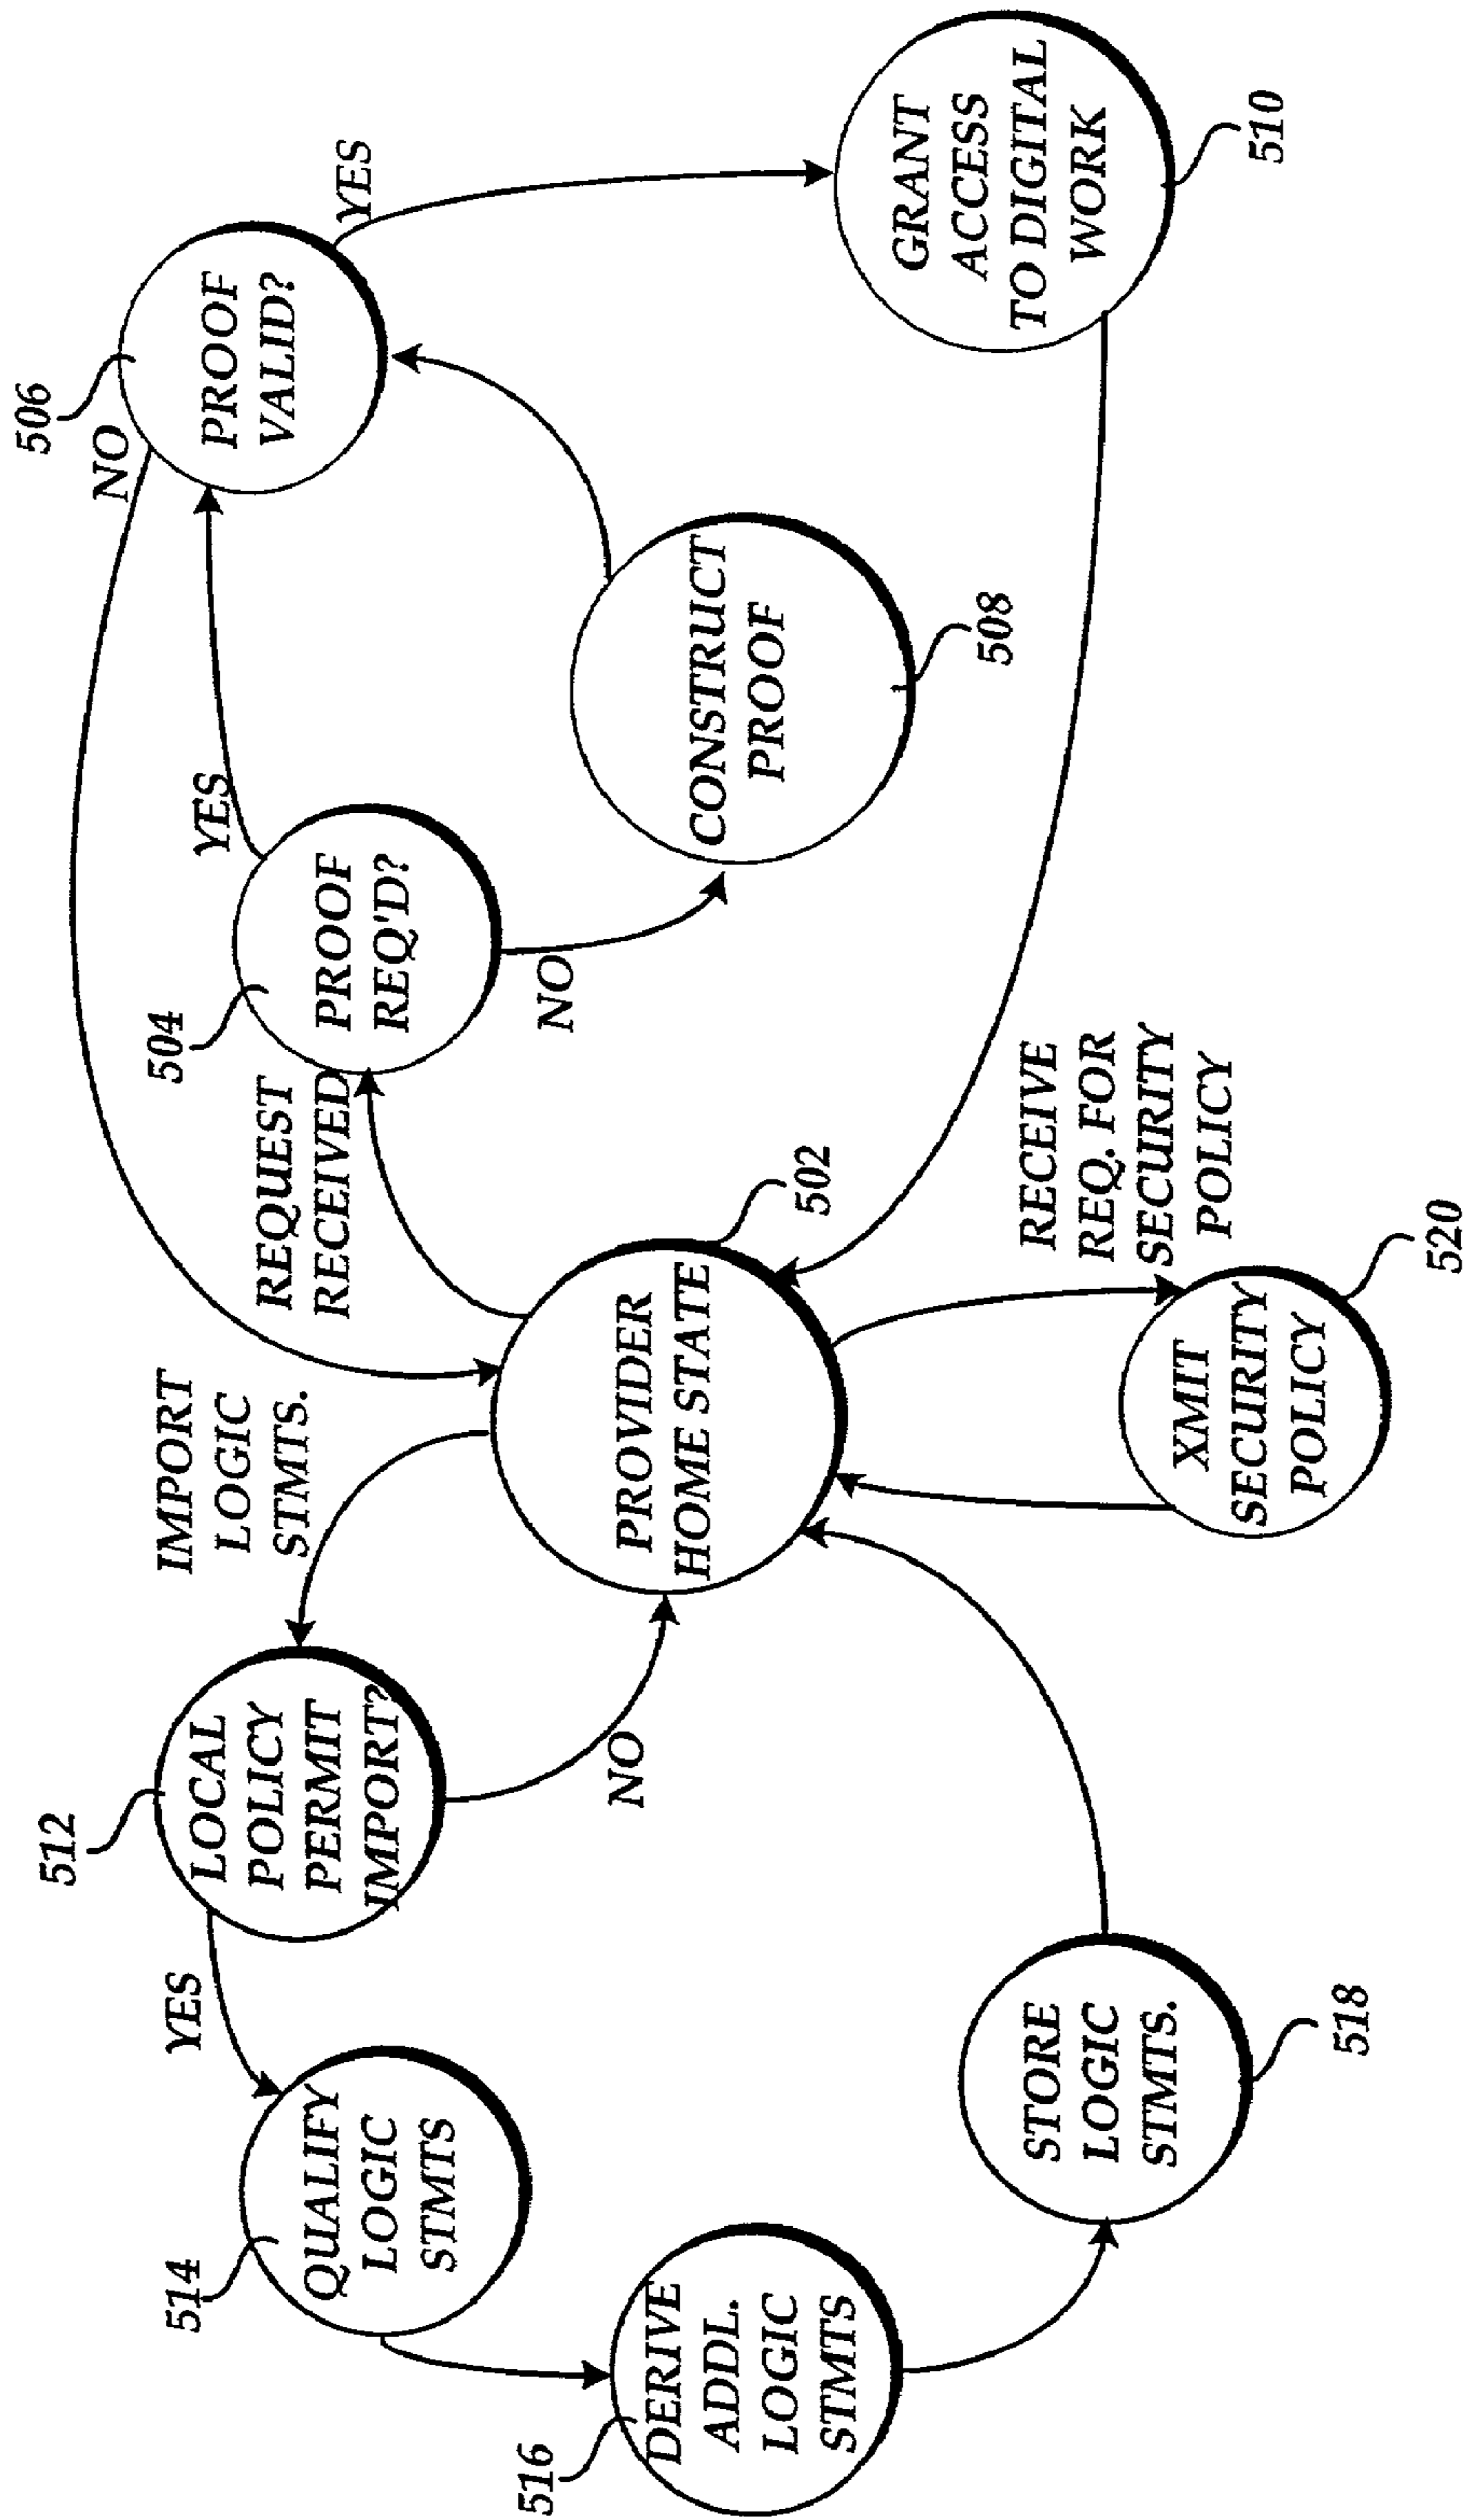 512
LOCAL
POLICY
PERMIT
IMPORT?
YES
514
QUALIFY
LOGIC
STMTS
516
DERIVE
ADDL.
LOGIC
STMTS
STORE
LOGIC
STMTS.
518
NO
IMPORT
LOGIC
STMTS.
PROVIDER
HOME STATE
502
REQUEST
RECEIVED
504
PROOF
REQ'D?
YES
NO
CONSTRUCT
PROOF
508
506
NO
PROOF
VALID?
YES
GRANT
ACCESS
TO DIGITAL
WORK
510
RECEIVE
REQ. FOR
SECURITY
POLICY
XMIT
SECURITY
POLICY
520